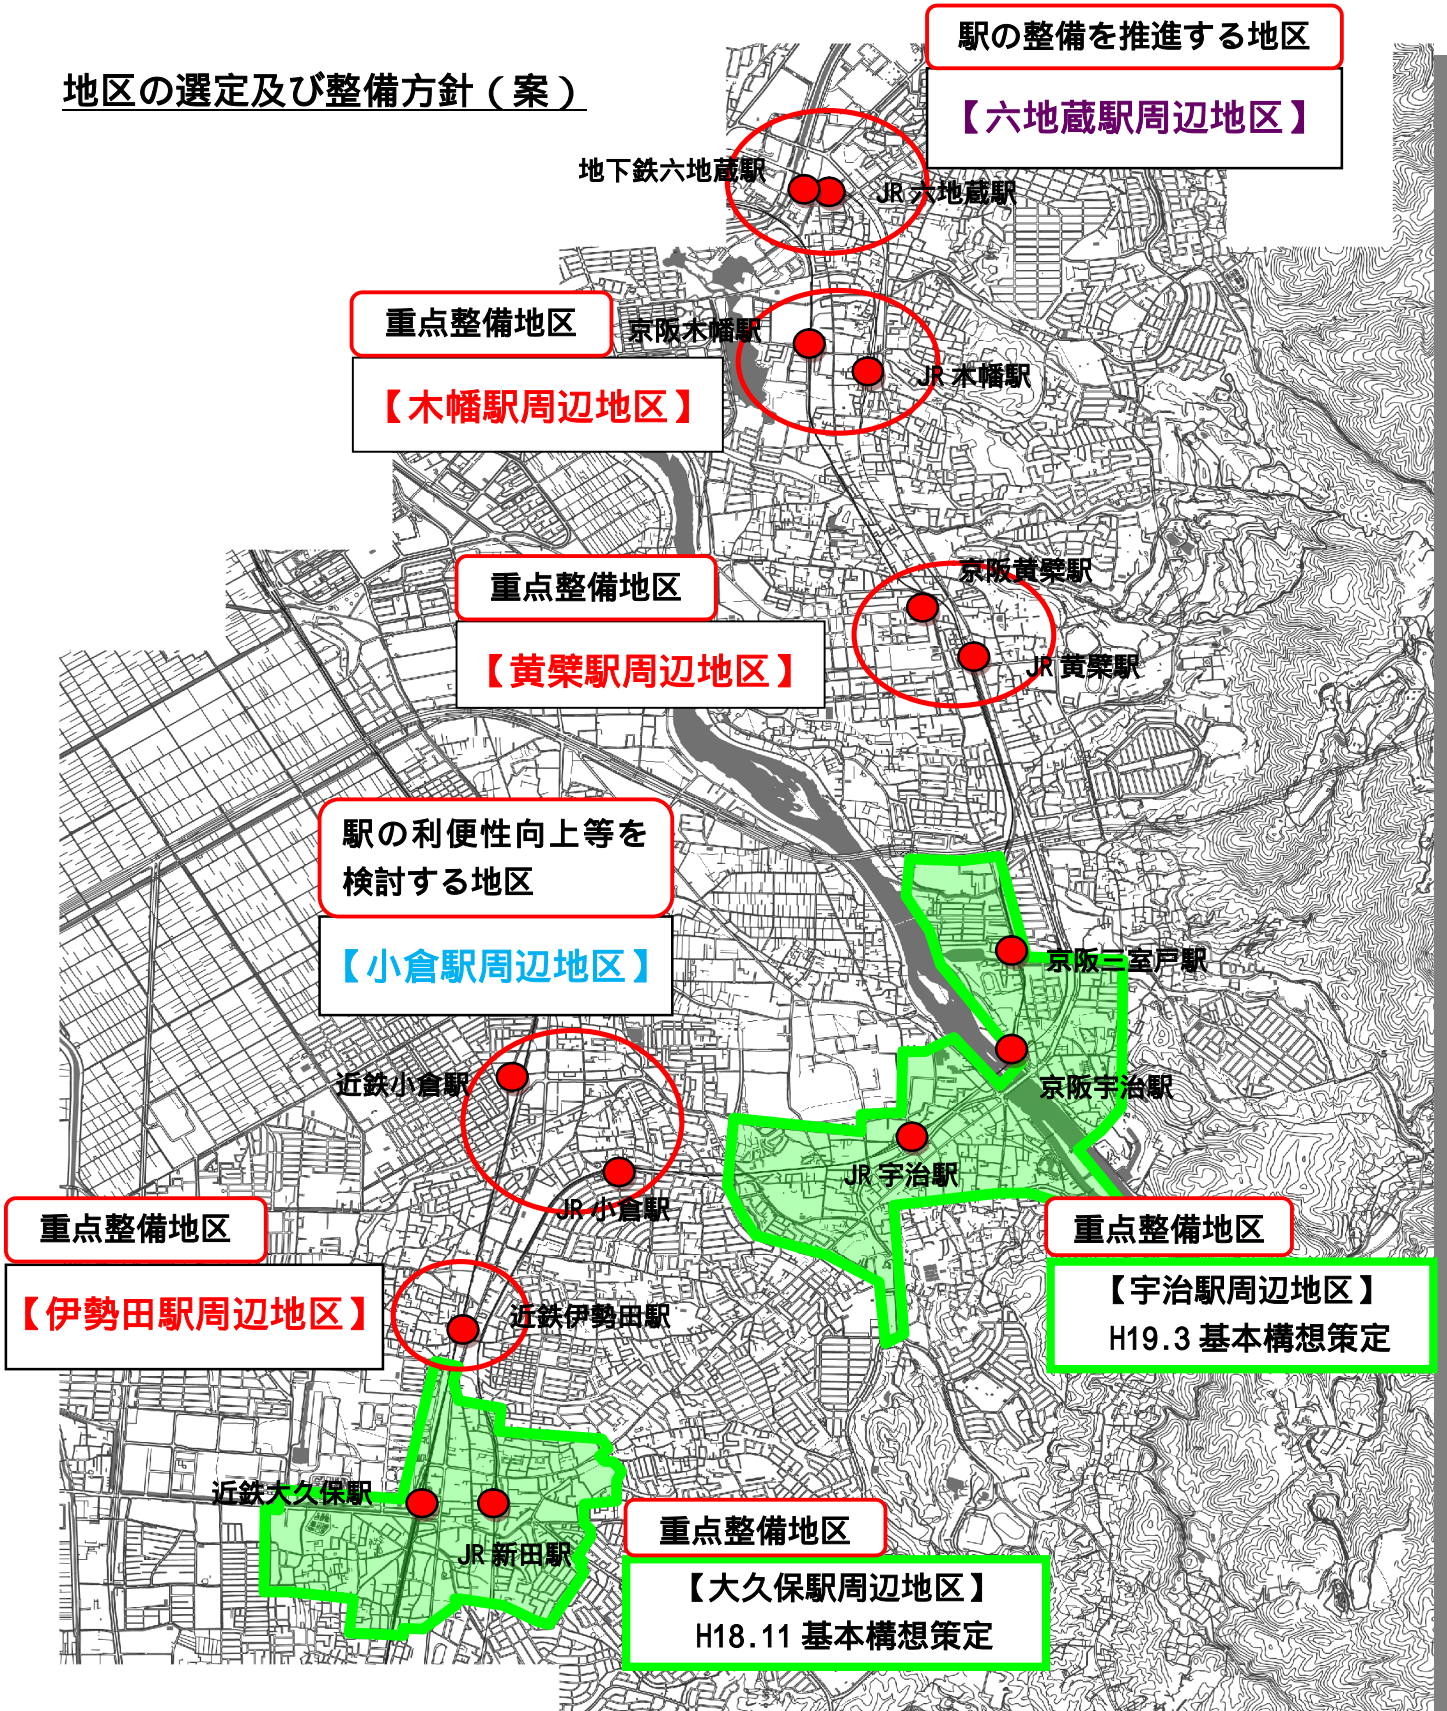 駅の整備を推進する地区
地区の選定及び整備方針（案）
【六地蔵駅周辺地区】
地下鉄六地蔵駅
JR六地蔵駅
重点整備地区
京阪木幡駅
【木幡駅周辺地区】
JR木幡駅
京阪黄檗駅
重点整備地区
【黄檗駅周辺地区】
JR黄檗駅
駅の利便性向上等を
検討する地区
【小倉駅周辺地区】
京阪三室戸駅
近鉄小倉駅
京阪宇治駅
JR宇治駅
JR小倉駅
重点整備地区
【伊勢田駅周辺地区】
近鉄伊勢田駅
重点整備地区
【宇治駅周辺地区】
H19.3基本構想策定
近鉄大久保駅
JR新田駅
重点整備地区
【大久保駅周辺地区】
H18.11基本構想策定